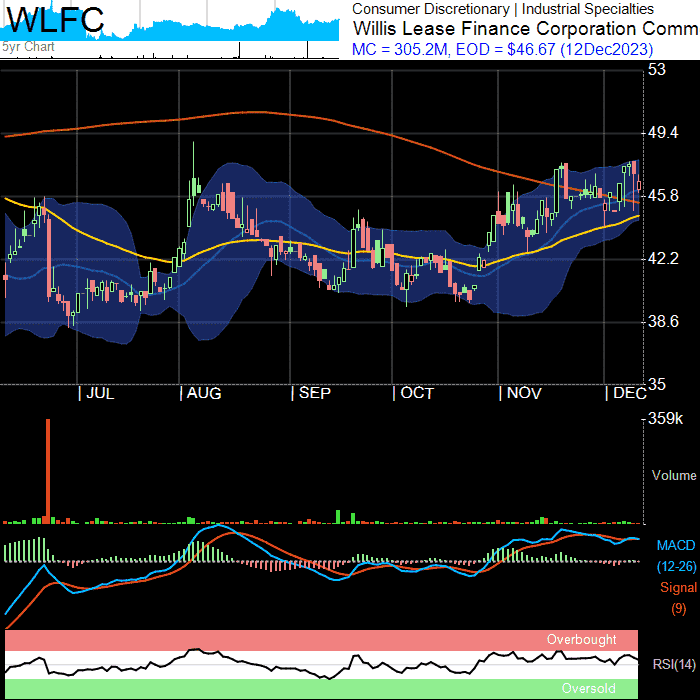 WLFC
5yr Chart
Consumer Discretionary | Industrial Specialties
Willis Lease Finance Corporation Comm
MC = 305.2M, EOD = $46.67 (12Dec2023)
53
49.4
45.8
42.2
38.6
35
JUL
AUG
SEP
OCT
NOV
DEC
359k
Volume
MACD
(12-26)
Signal
(9)
Overbought
RSI(14)
Oversold